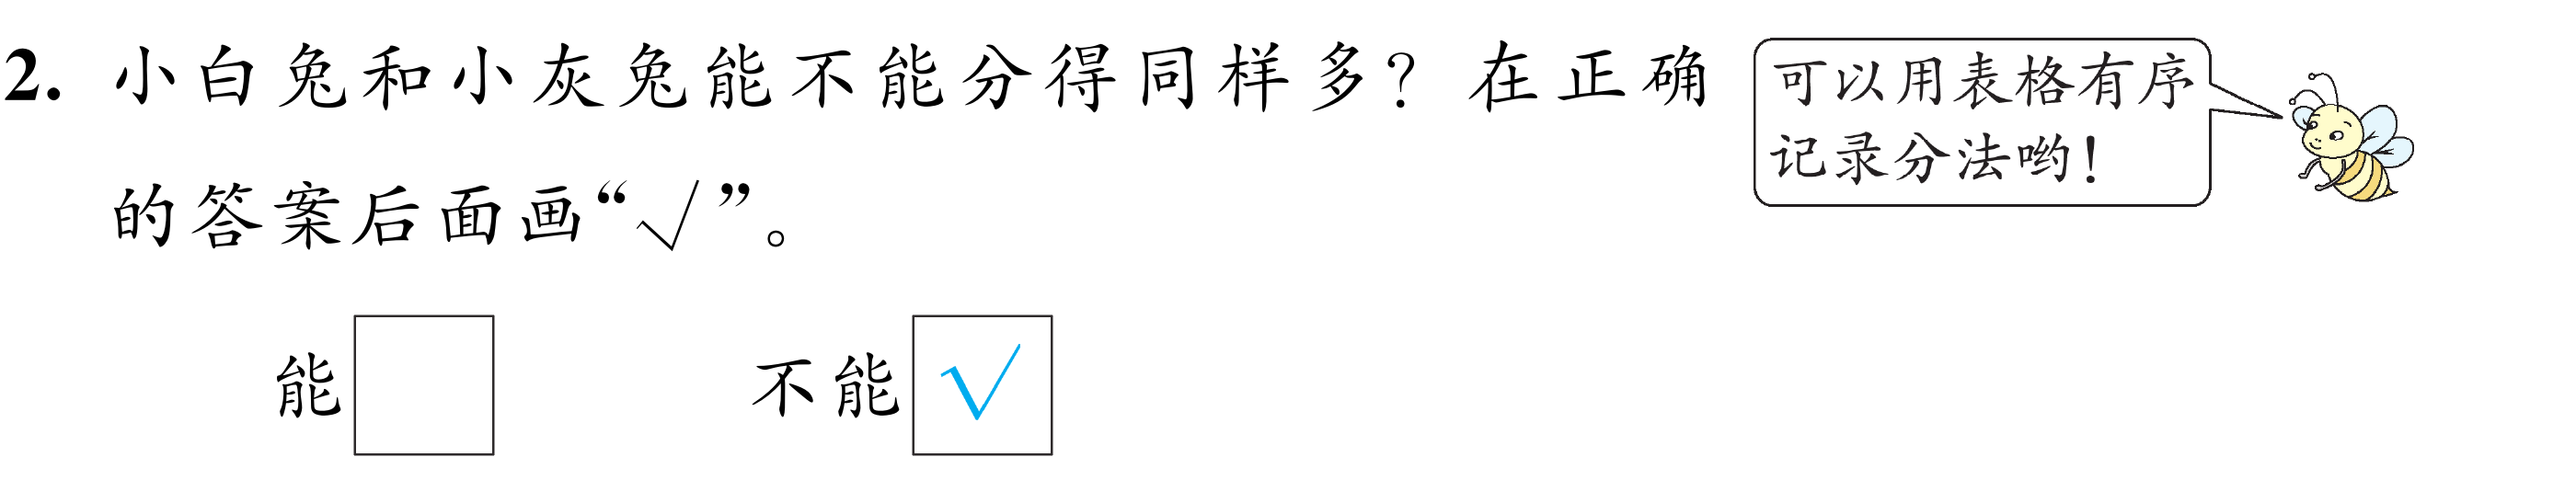 2. 小白兔和小灰兔能不能分得同样多？在正确
的答案后面画“√”。
可以用表格有序
记录分法哟！
能 不能 √